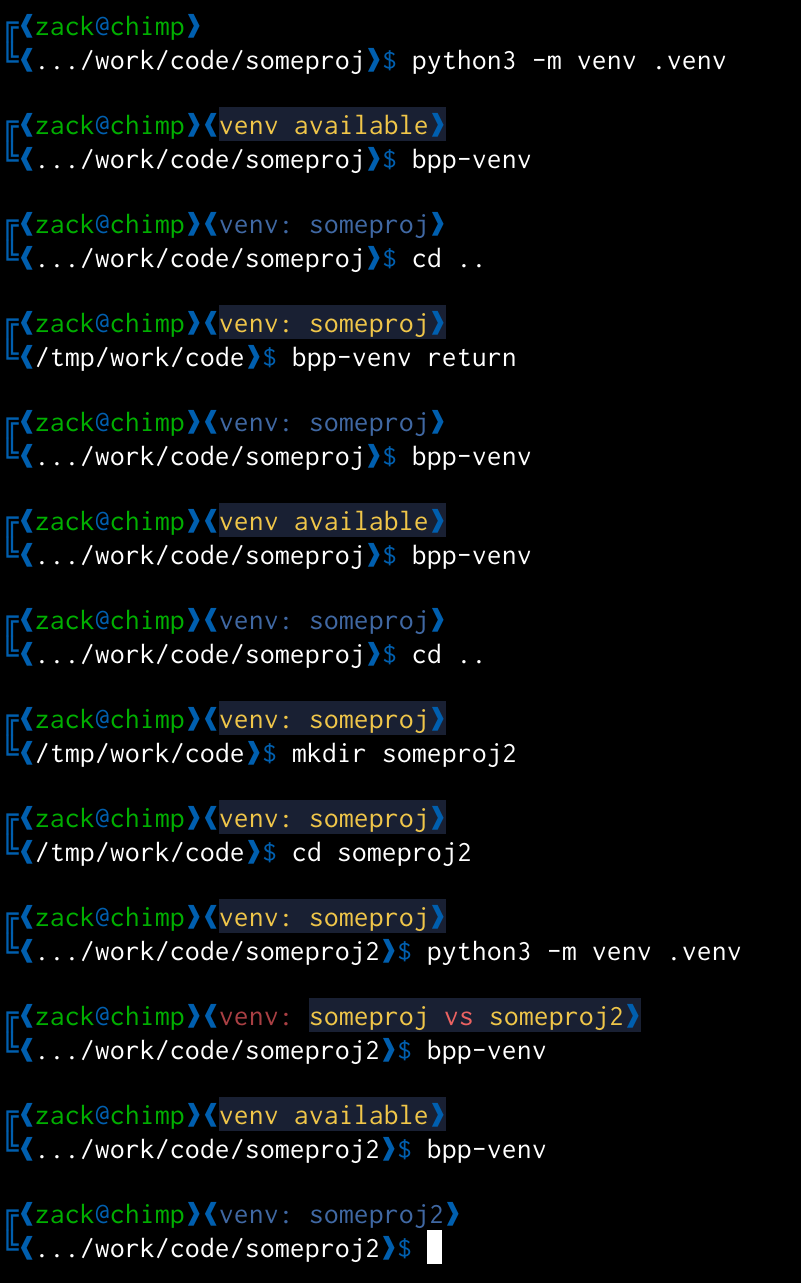 ╔❰zack@chimp❱
╚❰.../work/code/someproj❱$ python3 -m venv .venv
╔❰zack@chimp❱❰venv available❱
╚❰.../work/code/someproj❱$ bpp-venv
╔❰zack@chimp❱❰venv: someproj❱
╚❰.../work/code/someproj❱$ cd ..
╔❰zack@chimp❱❰venv: someproj❱
╚❰/tmp/work/code❱$ bpp-venv return
╔❰zack@chimp❱❰venv: someproj❱
╚❰.../work/code/someproj❱$ bpp-venv
╔❰zack@chimp❱❰venv available❱
╚❰.../work/code/someproj❱$ bpp-venv
╔❰zack@chimp❱❰venv: someproj❱
╚❰.../work/code/someproj❱$ cd ..
╔❰zack@chimp❱❰venv: someproj❱
╚❰/tmp/work/code❱$ mkdir someproj2
╔❰zack@chimp❱❰venv: someproj❱
╚❰/tmp/work/code❱$ cd someproj2
╔❰zack@chimp❱❰venv: someproj❱
╚❰.../work/code/someproj2❱$ python3 -m venv .venv
╔❰zack@chimp❱❰venv: someproj vs someproj2❱
╚❰.../work/code/someproj2❱$ bpp-venv
╔❰zack@chimp❱❰venv available❱
╚❰.../work/code/someproj2❱$ bpp-venv
╔❰zack@chimp❱❰venv: someproj2❱
╚❰.../work/code/someproj2❱$